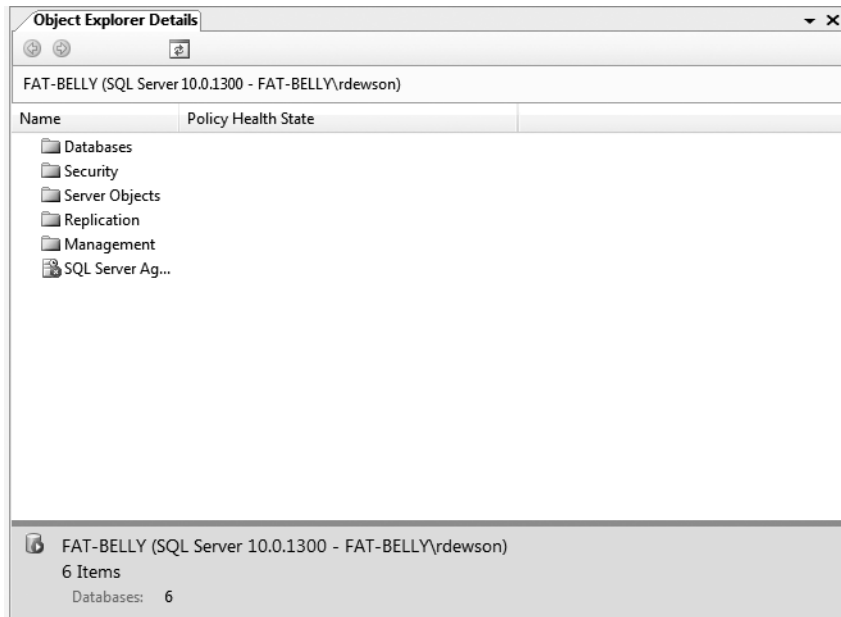 Object Explorer Details
FAT-BELLY (SQL Server 10.0.1300 - FAT-BELLY\rdewson)
Name Policy Health State
Databases
Security
Server Objects
Replication
Management
SQL Server Ag...
FAT-BELLY (SQL Server 10.0.1300 - FAT-BELLY\rdewson)
6 Items
Databases: 6